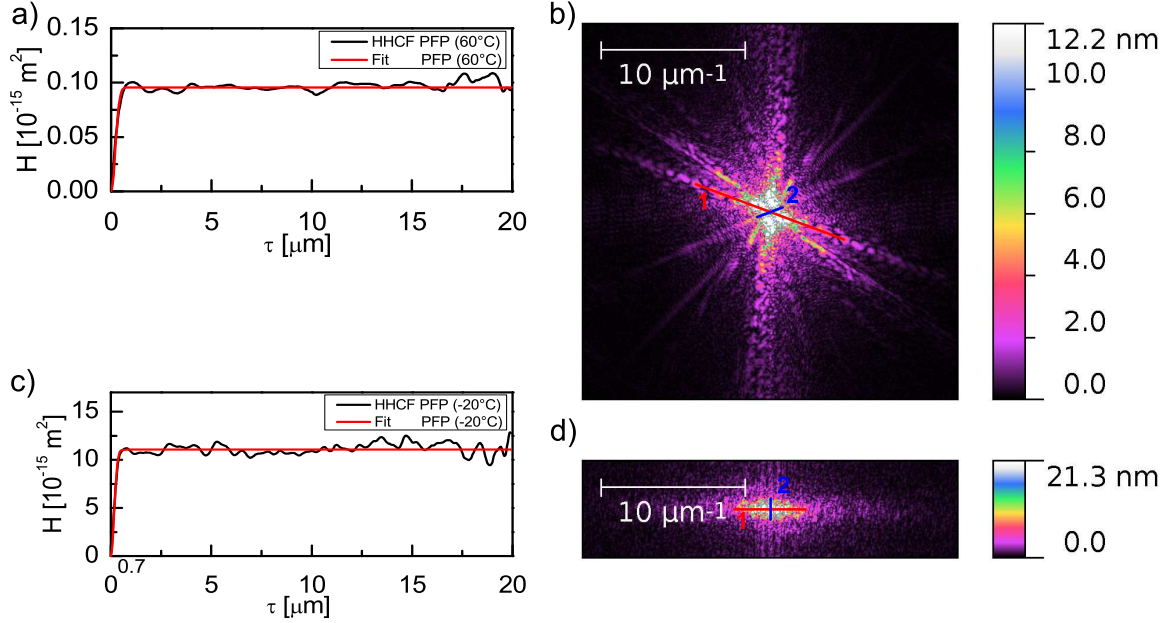 a)
0.15
0.10
0.05
0.00
H [10⁻¹⁵ m²]
HHCF PFP (60°C)
Fit PFP (60°C)
0 5 10 15 20
τ [μm]
b)
10 μm⁻¹
1
2
12.2 nm
10.0
8.0
6.0
4.0
2.0
0.0
c)
15
10
5
0
H [10⁻¹⁵ m²]
HHCF PFP (-20°C)
Fit PFP (-20°C)
0.7
0 5 10 15 20
τ [μm]
d)
10 μm⁻¹
1
2
21.3 nm
0.0